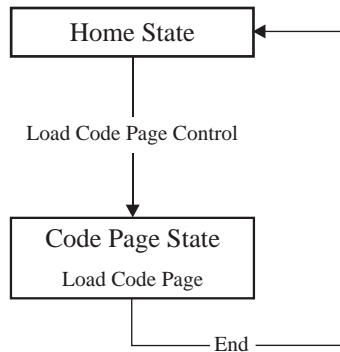 Home State
Load Code Page Control
Code Page State
Load Code Page
End